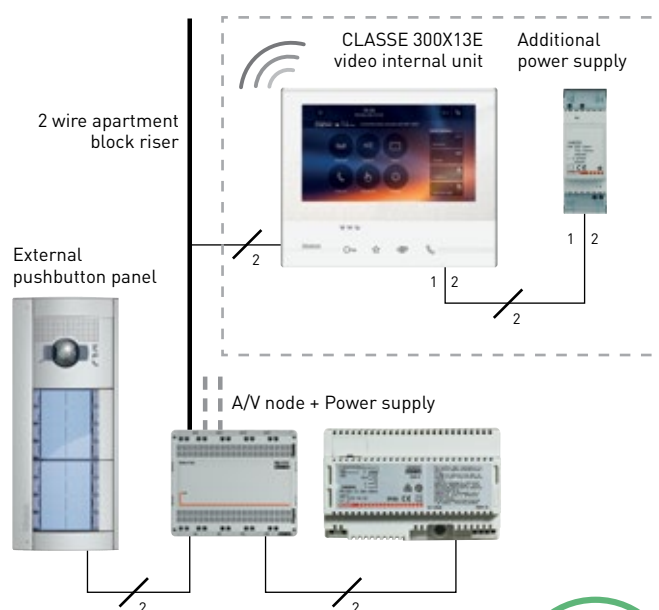 CLASSE 300X13E
video internal unit
Additional
power supply
2 wire apartment
block riser
2
1 2
1 2
2
External
pushbutton panel
A/V node + Power supply
2
2